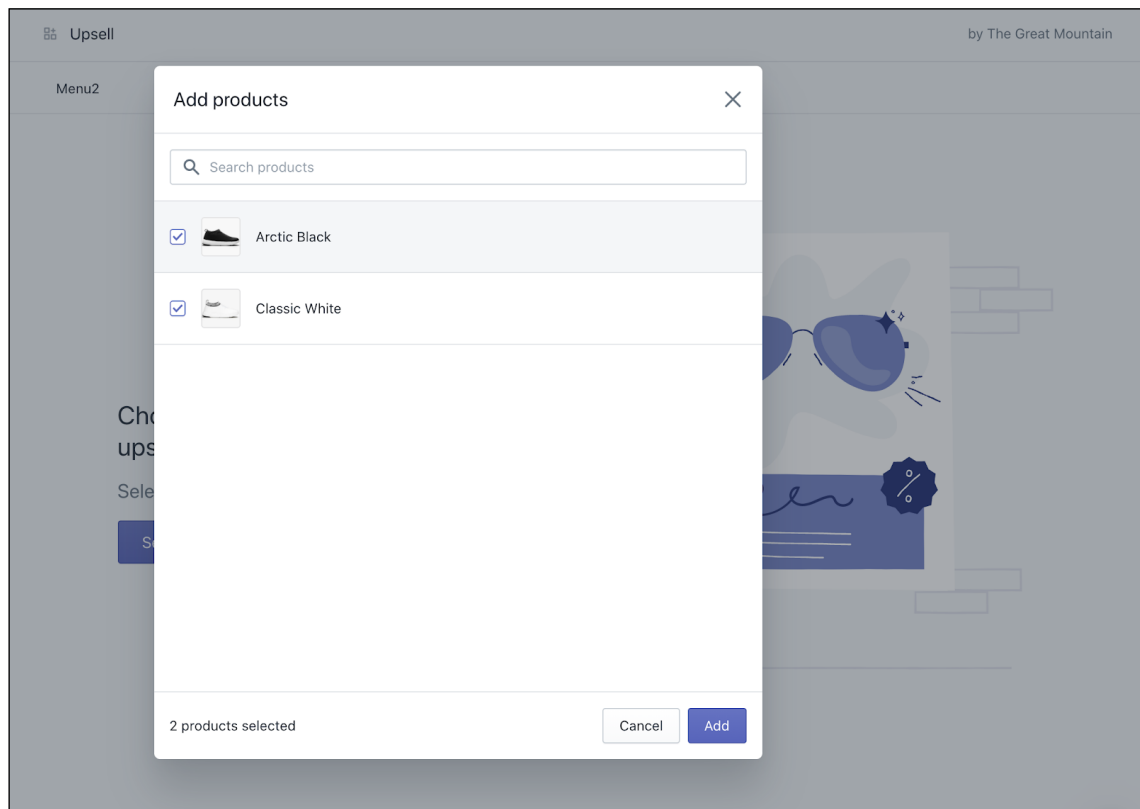 Upsell
by The Great Mountain
Menu2
Add products
Search products
Arctic Black
Classic White
2 products selected
Cancel
Add